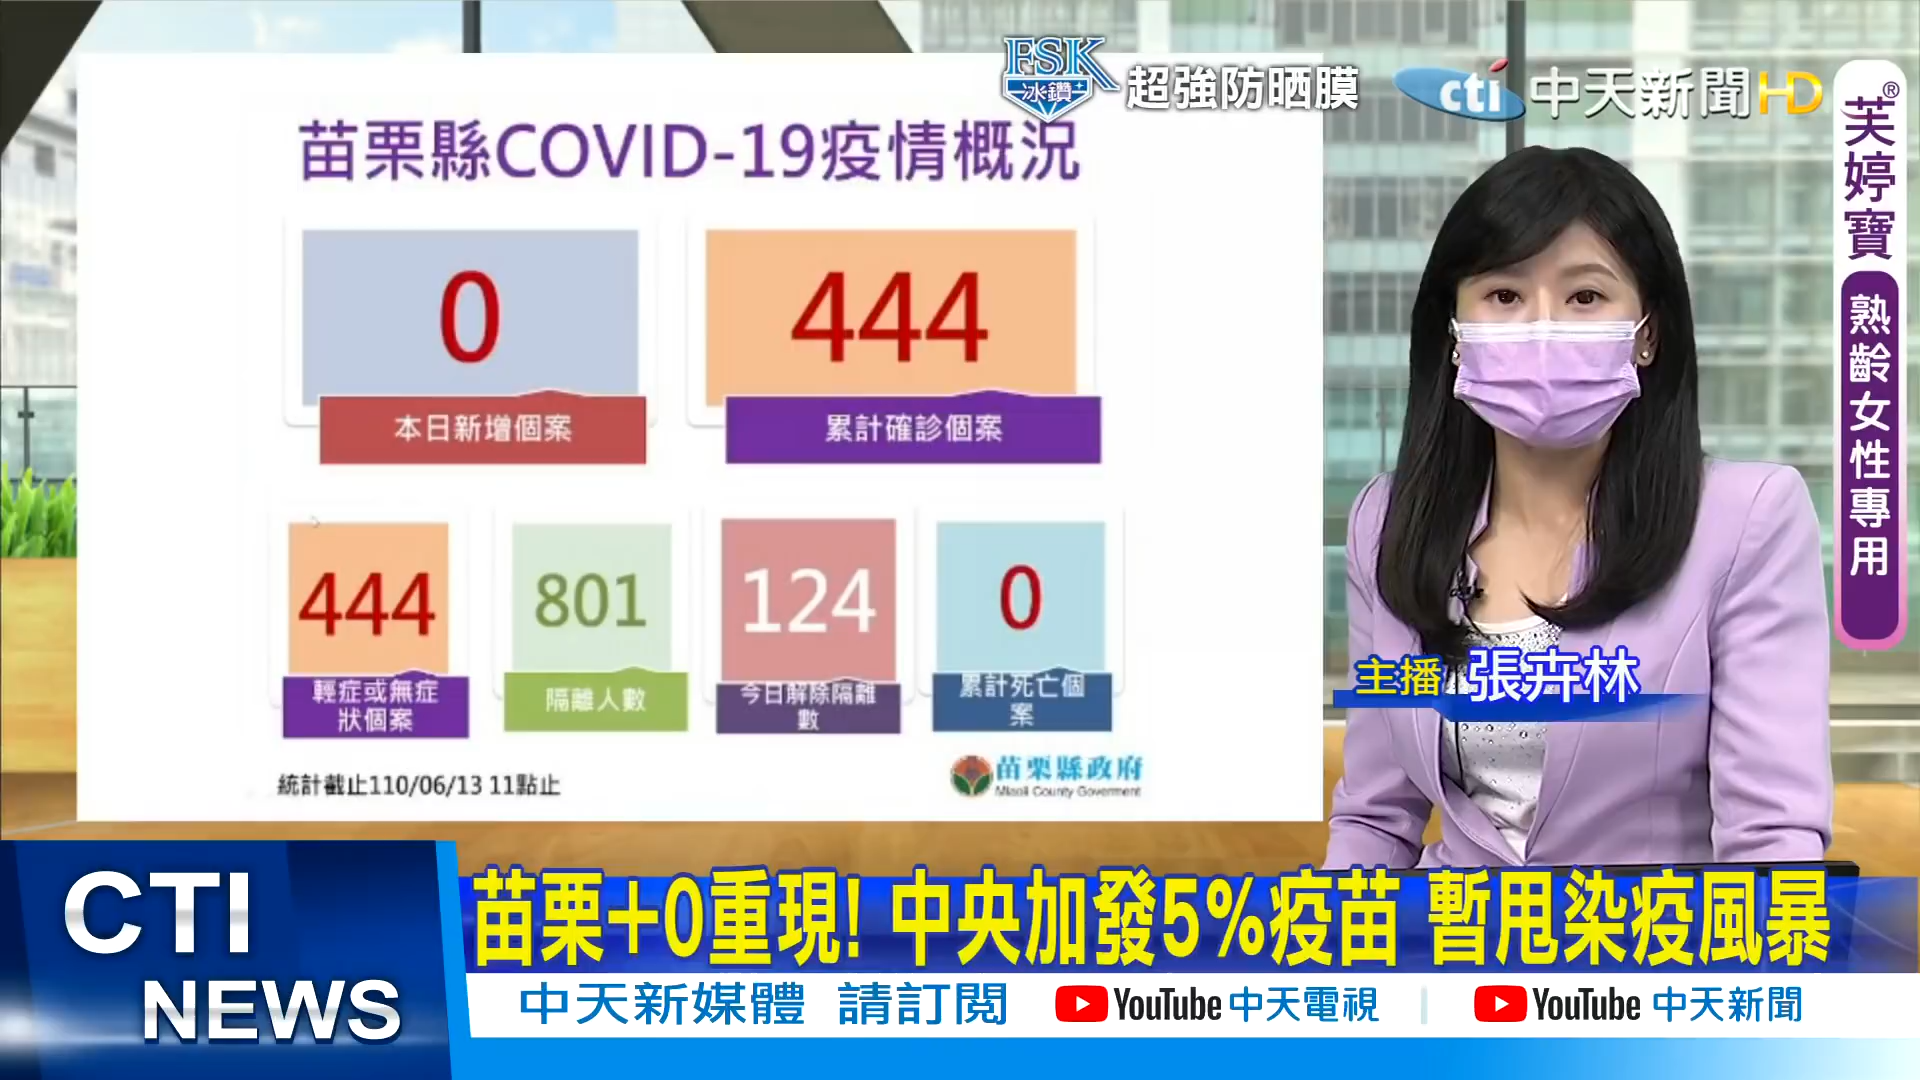 FSK
冰鑽
超強防晒膜
cti 中天新聞HD
芙婷寶®
熟齡女性專用
苗栗縣COVID-19疫情概況
0
本日新增個案
444
累計確診個案
444
輕症或無症
狀個案
801
隔離人數
124
今日解除隔離
數
0
累計死亡個
案
統計截止110/06/13 11點止
苗栗縣政府
Miaoli County Goverment
主播 張卉林
CTI
NEWS
苗栗+0重現! 中央加發5%疫苗 暫甩染疫風暴
中天新媒體 請訂閱 YouTube 中天電視 | YouTube 中天新聞